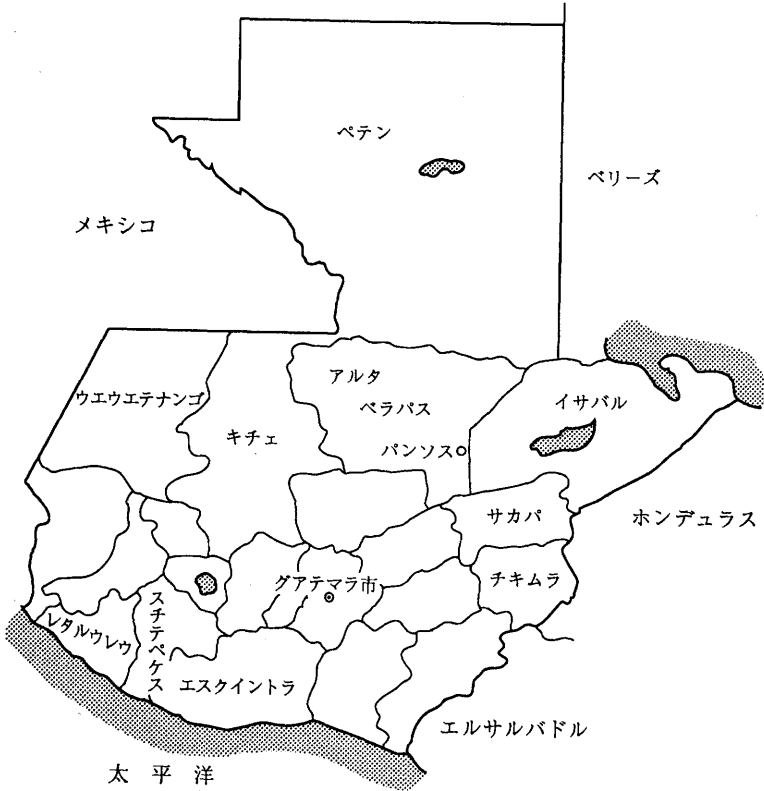 ペテン
ベリーズ
メキシコ
アルタ
ベラパス
ウエウエテナンゴ
イサバル
キチェ
パンソス
サカパ
ホンデュラス
グアテマラ市
チキムラ
スチテペケス
レタルウレウ
エスクイントラ
エルサルバドル
太平洋